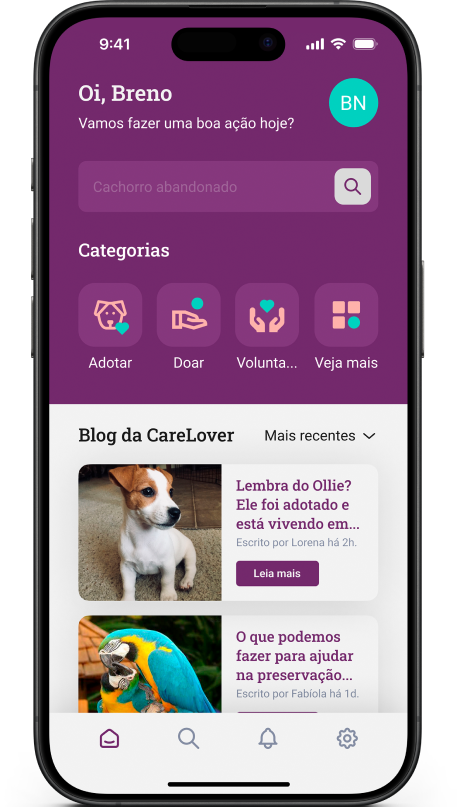 9:41
Oi, Breno
BN
Vamos fazer uma boa ação hoje?
Cachorro abandonado
Categorias
Adotar
Doar
Volunta...
Veja mais
Blog da CareLover
Mais recentes
Lembra do Ollie?
Ele foi adotado e
está vivendo em...
Escrito por Lorena há 2h.
Leia mais
O que podemos
fazer para ajudar
na preservação...
Escrito por Fabíola há 1d.